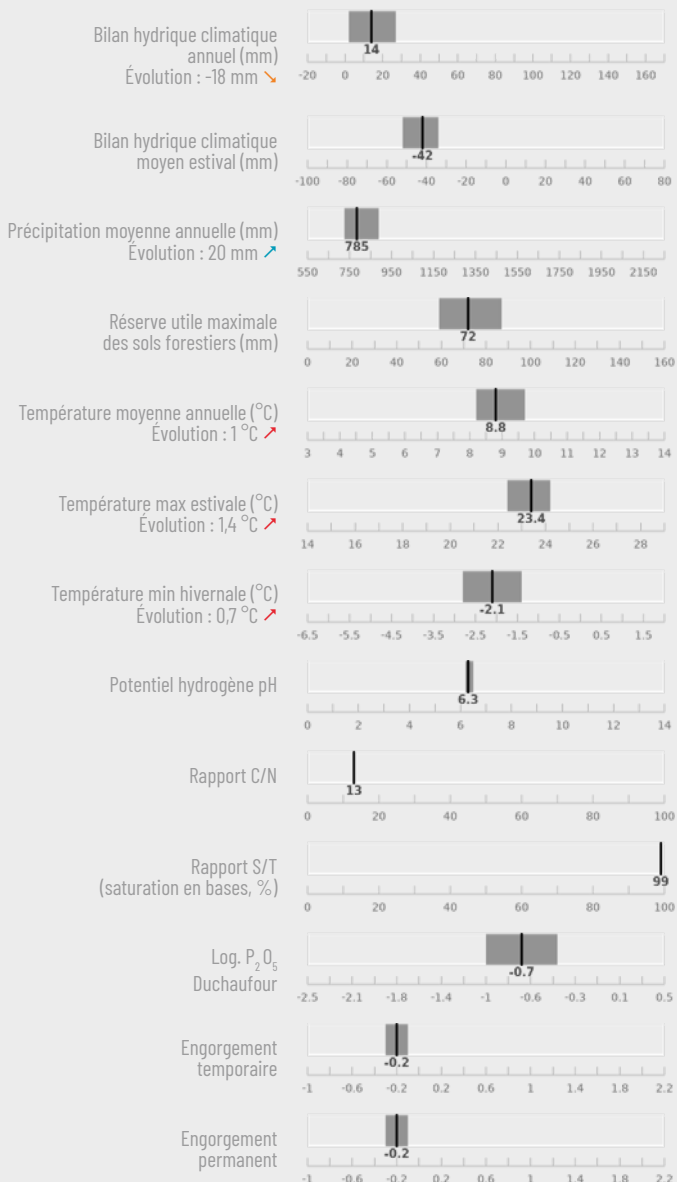 Bilan hydrique climatique
annuel (mm)
Évolution : -18 mm ↘
14
-20 0 20 40 60 80 100 120 140 160
Bilan hydrique climatique
moyen estival (mm)
-42
-100 -80 -60 -40 -20 0 20 40 60 80
Précipitation moyenne annuelle (mm)
Évolution : 20 mm ↗
785
550 750 950 1150 1350 1550 1750 1950 2150
Réserve utile maximale
des sols forestiers (mm)
72
0 20 40 60 80 100 120 140 160
Température moyenne annuelle (°C)
Évolution : 1 °C ↗
8.8
3 4 5 6 7 8 9 10 11 12 13 14
Température max estivale (°C)
Évolution : 1,4 °C ↗
23.4
14 16 18 20 22 24 26 28
Température min hivernale (°C)
Évolution : 0,7 °C ↗
-2.1
-6.5 -5.5 -4.5 -3.5 -2.5 -1.5 -0.5 0.5 1.5
Potentiel hydrogène pH
6.3
0 2 4 6 8 10 12 14
Rapport C/N
13
0 20 40 60 80 100
Rapport S/T
(saturation en bases, %)
99
0 20 40 60 80 100
Log. P₂ O₅
Duchaufour
-0.7
-2.5 -2.1 -1.8 -1.4 -1 -0.6 -0.3 0.1 0.5
Engorgement
temporaire
-0.2
-1 -0.6 -0.2 0.2 0.6 1 1.4 1.8 2.2
Engorgement
permanent
-0.2
-1 -0.6 -0.2 0.2 0.6 1 1.4 1.8 2.2